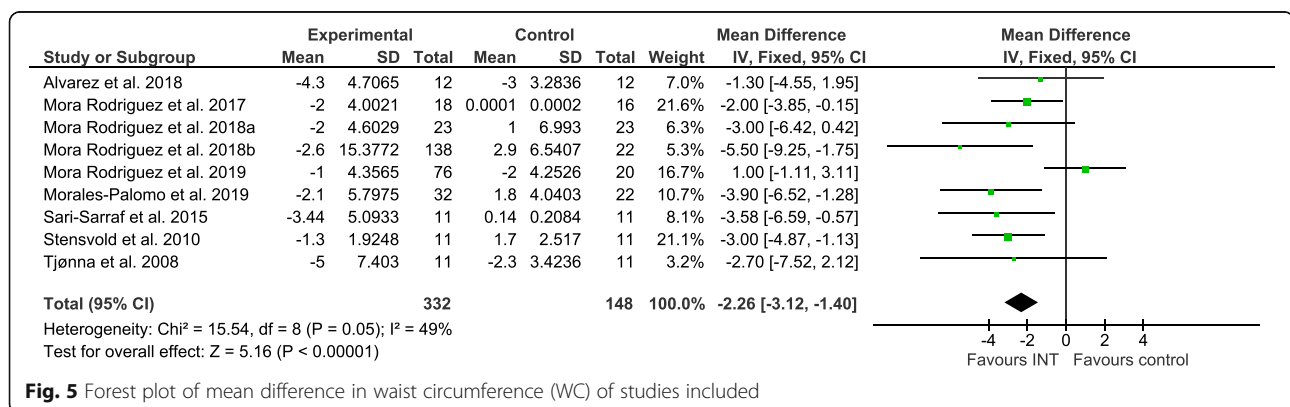 Experimental Control Mean Difference Mean Difference
Study or Subgroup Mean SD Total Mean SD Total Weight IV, Fixed, 95% CI IV, Fixed, 95% CI
Alvarez et al. 2018 -4.3 4.7065 12 -3 3.2836 12 7.0% -1.30 [-4.55, 1.95]
Mora Rodriguez et al. 2017 -2 4.0021 18 0.0001 0.0002 16 21.6% -2.00 [-3.85, -0.15]
Mora Rodriguez et al. 2018a -2 4.6029 23 1 6.993 23 6.3% -3.00 [-6.42, 0.42]
Mora Rodriguez et al. 2018b -2.6 15.3772 138 2.9 6.5407 22 5.3% -5.50 [-9.25, -1.75]
Mora Rodriguez et al. 2019 -1 4.3565 76 -2 4.2526 20 16.7% 1.00 [-1.11, 3.11]
Morales-Palomo et al. 2019 -2.1 5.7975 32 1.8 4.0403 22 10.7% -3.90 [-6.52, -1.28]
Sari-Sarraf et al. 2015 -3.44 5.0933 11 0.14 0.2084 11 8.1% -3.58 [-6.59, -0.57]
Stensvold et al. 2010 -1.3 1.9248 11 1.7 2.517 11 21.1% -3.00 [-4.87, -1.13]
Tjønna et al. 2008 -5 7.403 11 -2.3 3.4236 11 3.2% -2.70 [-7.52, 2.12]
Total (95% CI) 332 148 100.0% -2.26 [-3.12, -1.40]
Heterogeneity: Chi² = 15.54, df = 8 (P = 0.05); I² = 49%
Test for overall effect: Z = 5.16 (P < 0.00001)
-4 -2 0 2 4
Favours INT Favours control
Fig. 5 Forest plot of mean difference in waist circumference (WC) of studies included